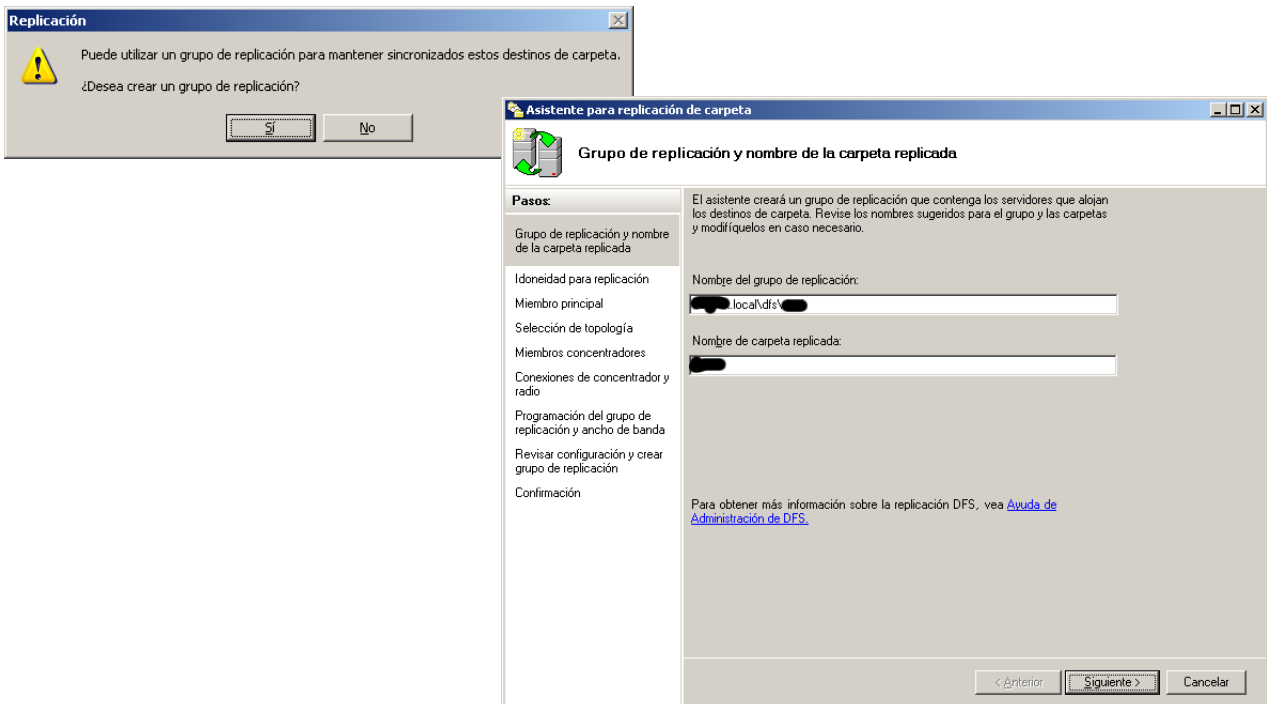 Replicación
Puede utilizar un grupo de replicación para mantener sincronizados estos destinos de carpeta.
¿Desea crear un grupo de replicación?
Sí
No
Asistente para replicación de carpeta
Grupo de replicación y nombre de la carpeta replicada
Pasos:
Grupo de replicación y nombre
de la carpeta replicada
Idoneidad para replicación
Miembro principal
Selección de topología
Miembros concentradores
Conexiones de concentrador y
radio
Programación del grupo de
replicación y ancho de banda
Revisar configuración y crear
grupo de replicación
Confirmación
El asistente creará un grupo de replicación que contenga los servidores que alojan
los destinos de carpeta. Revise los nombres sugeridos para el grupo y las carpetas
y modifíquelos en caso necesario.
Nombre del grupo de replicación:
.local\dfs\
Nombre de carpeta replicada:
Para obtener más información sobre la replicación DFS, vea Ayuda de
Administración de DFS.
< Anterior
Siguiente >
Cancelar